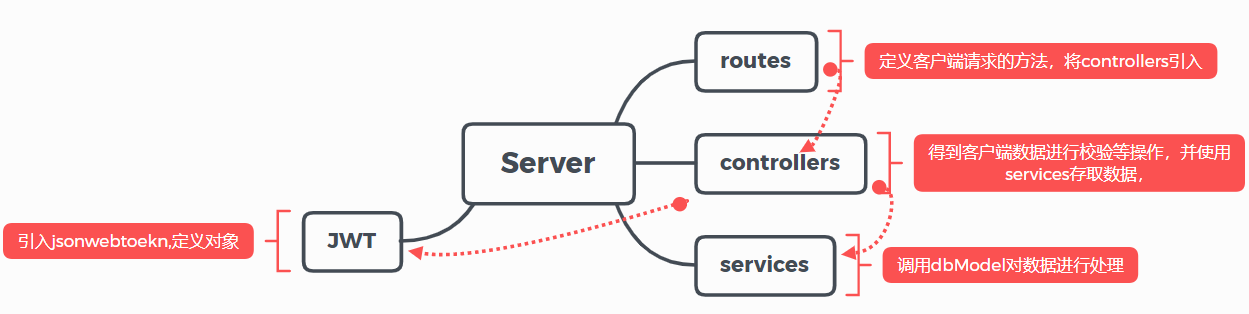 routes
定义客户端请求的方法，将controllers引入
Server
controllers
得到客户端数据进行校验等操作，并使用
services存取数据,
引入jsonwebtoekn,定义对象
JWT
services
调用dbModel对数据进行处理